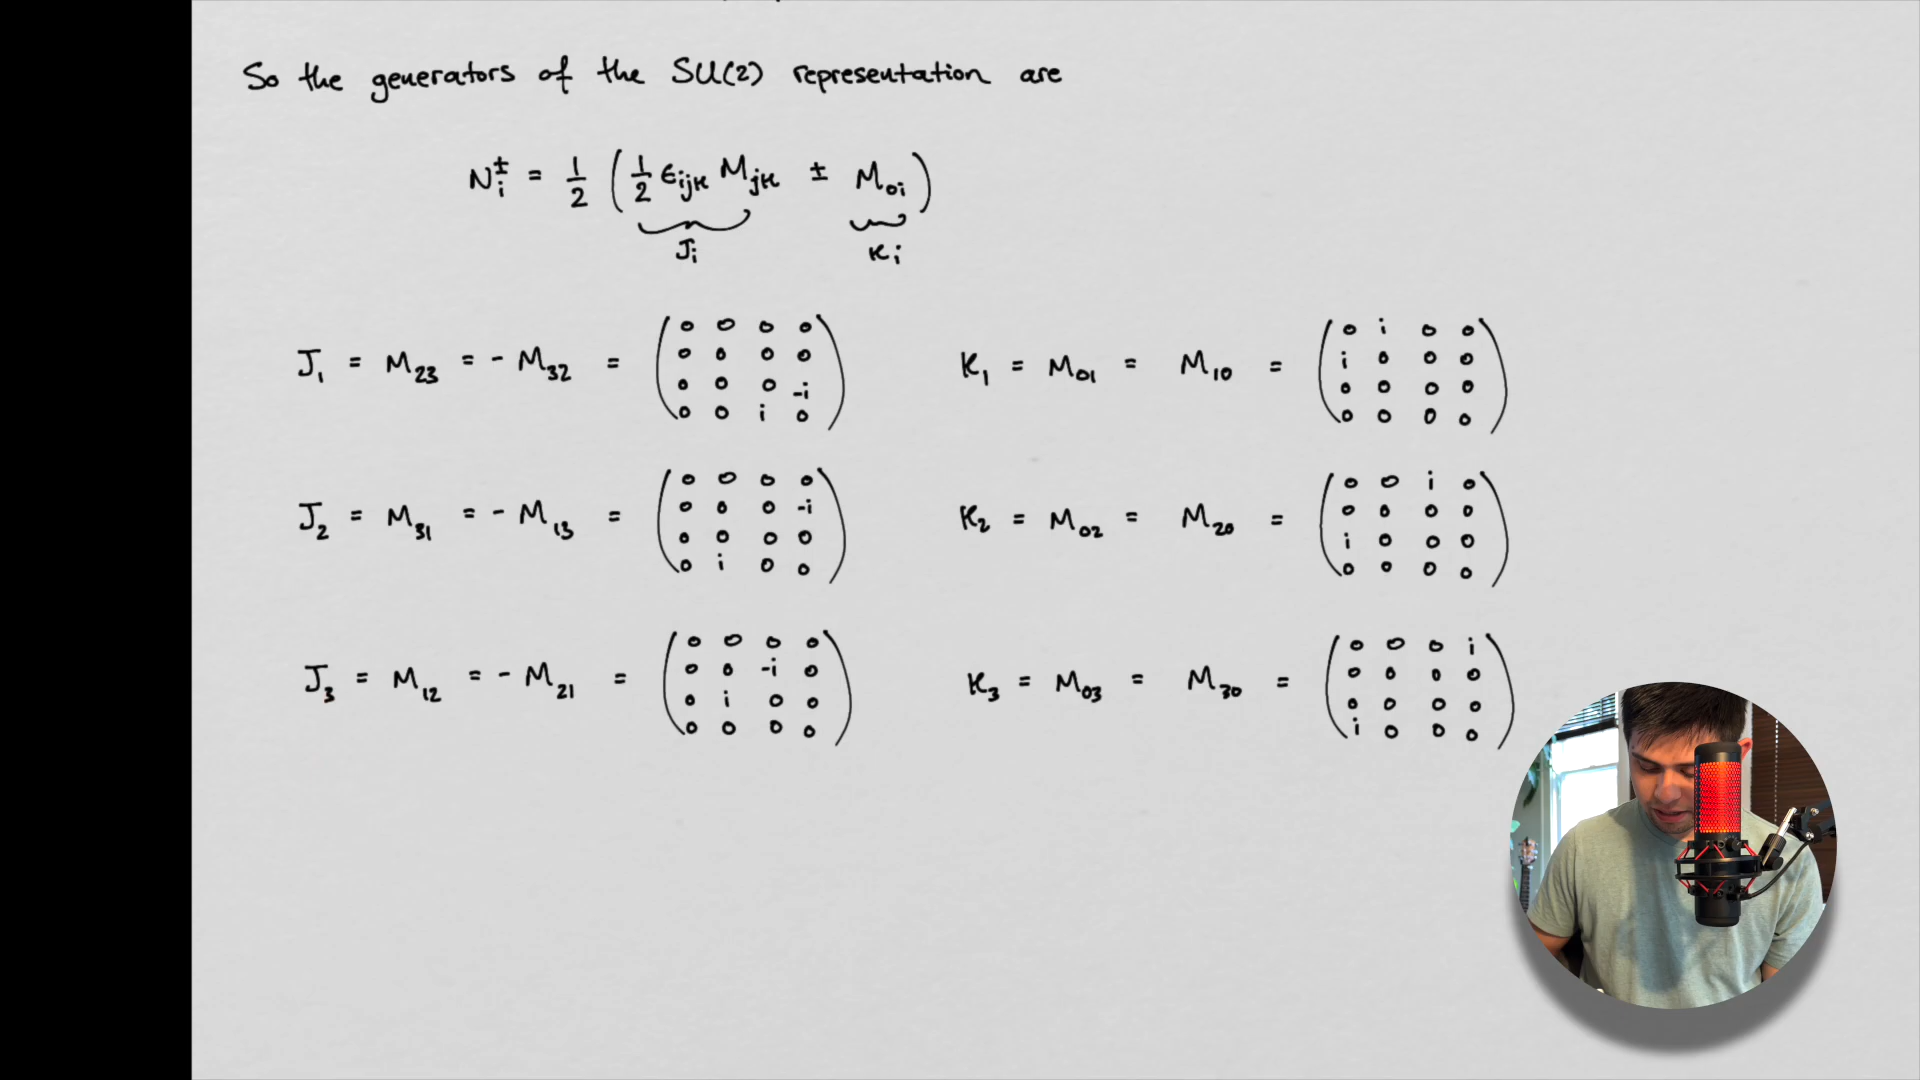 So the generators of the SU(2) representation are
N_i^± = 1/2 ( 1/2 ε_ijk M_jk ± M_0i )
J_i K_i
J_1 = M_23 = - M_32 = ( 0 0 0 0 ; 0 0 0 0 ; 0 0 0 -i ; 0 0 i 0 ) K_1 = M_01 = M_10 = ( 0 i 0 0 ; i 0 0 0 ; 0 0 0 0 ; 0 0 0 0 )
J_2 = M_31 = - M_13 = ( 0 0 0 0 ; 0 0 0 -i ; 0 0 0 0 ; 0 i 0 0 ) K_2 = M_02 = M_20 = ( 0 0 i 0 ; 0 0 0 0 ; i 0 0 0 ; 0 0 0 0 )
J_3 = M_12 = - M_21 = ( 0 0 0 0 ; 0 0 -i 0 ; 0 i 0 0 ; 0 0 0 0 ) K_3 = M_03 = M_30 = ( 0 0 0 i ; 0 0 0 0 ; 0 0 0 0 ; i 0 0 0 )